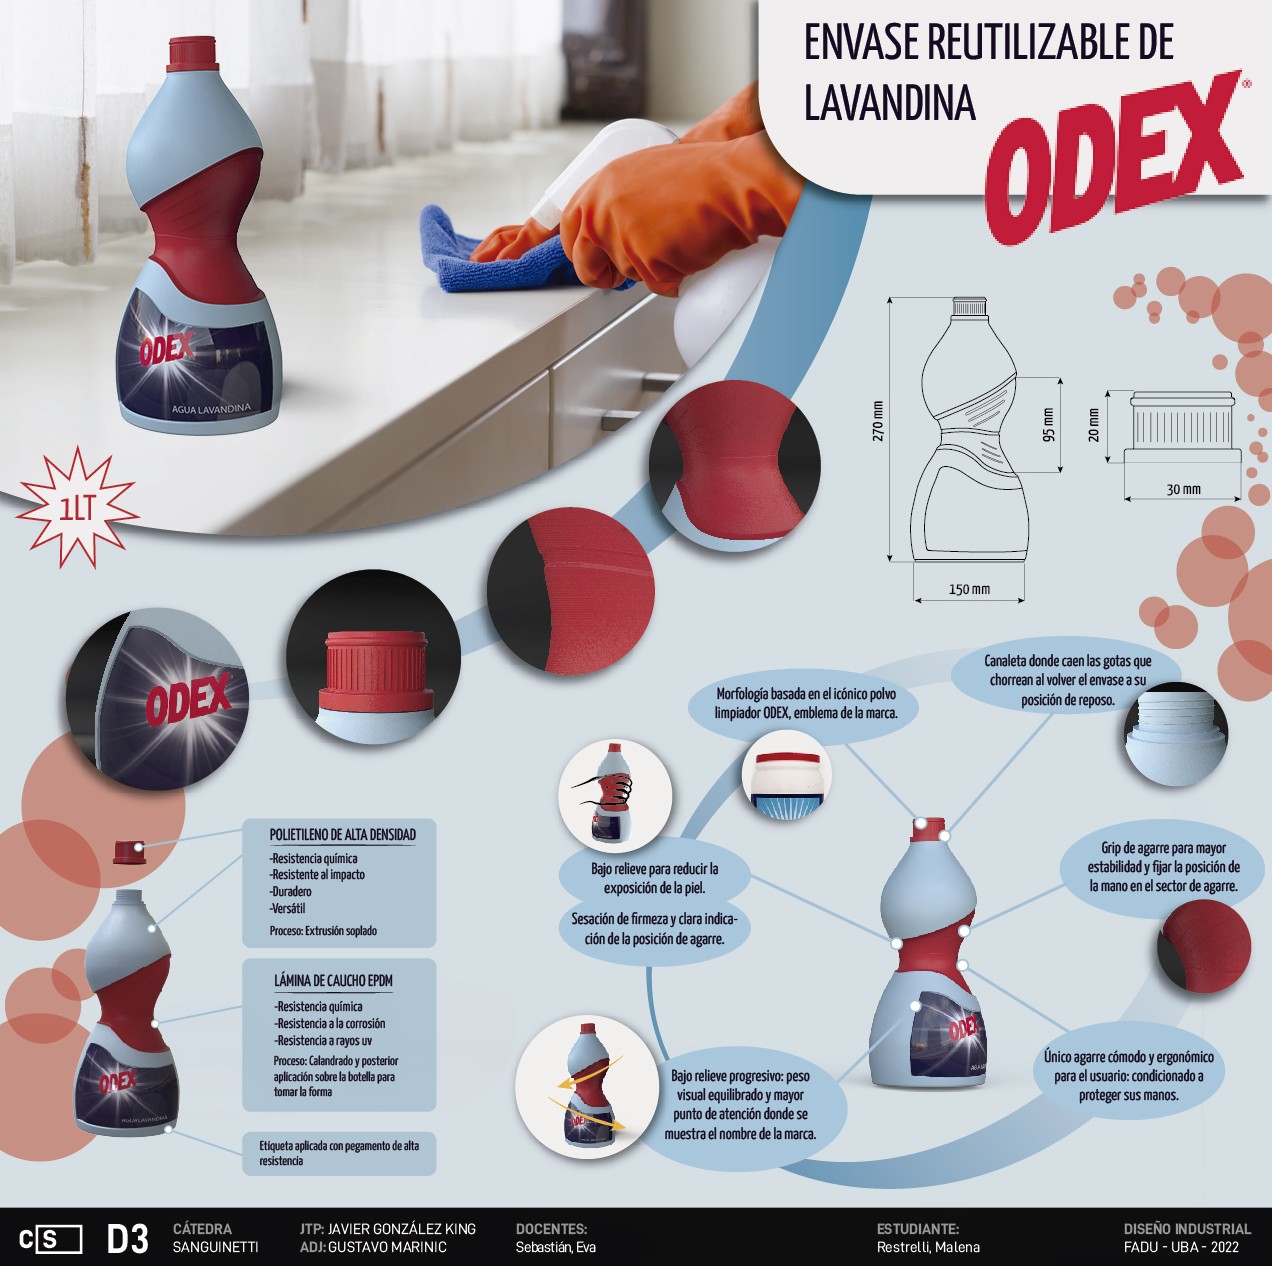 ENVASE REUTILIZABLE DE
LAVANDINA
ODEX®
ODEX
AGUA LAVANDINA
1LT
270 mm
95 mm
150 mm
20 mm
30 mm
ODEX
Morfología basada en el icónico polvo
limpiador ODEX, emblema de la marca.
Canaleta donde caen las gotas que
chorrean al volver el envase a su
posición de reposo.
POLIETILENO DE ALTA DENSIDAD
-Resistencia química
-Resistente al impacto
-Duradero
-Versátil
Proceso: Extrusión soplado
LÁMINA DE CAUCHO EPDM
-Resistencia química
-Resistencia a la corrosión
-Resistencia a rayos uv
Proceso: Calandrado y posterior
aplicación sobre la botella para
tomar la forma
Etiqueta aplicada con pegamento de alta
resistencia
ODEX
AGUA LAVANDINA
Bajo relieve para reducir la
exposición de la piel.
Sesación de firmeza y clara indica-
ción de la posición de agarre.
Grip de agarre para mayor
estabilidad y fijar la posición de
la mano en el sector de agarre.
ODEX
Único agarre cómodo y ergonómico
para el usuario: condicionado a
proteger sus manos.
Bajo relieve progresivo: peso
visual equilibrado y mayor
punto de atención donde se
muestra el nombre de la marca.
CS D3
CÁTEDRA
SANGUINETTI
JTP: JAVIER GONZÁLEZ KING
ADJ: GUSTAVO MARINIC
DOCENTES:
Sebastián, Eva
ESTUDIANTE:
Restrelli, Malena
DISEÑO INDUSTRIAL
FADU - UBA - 2022